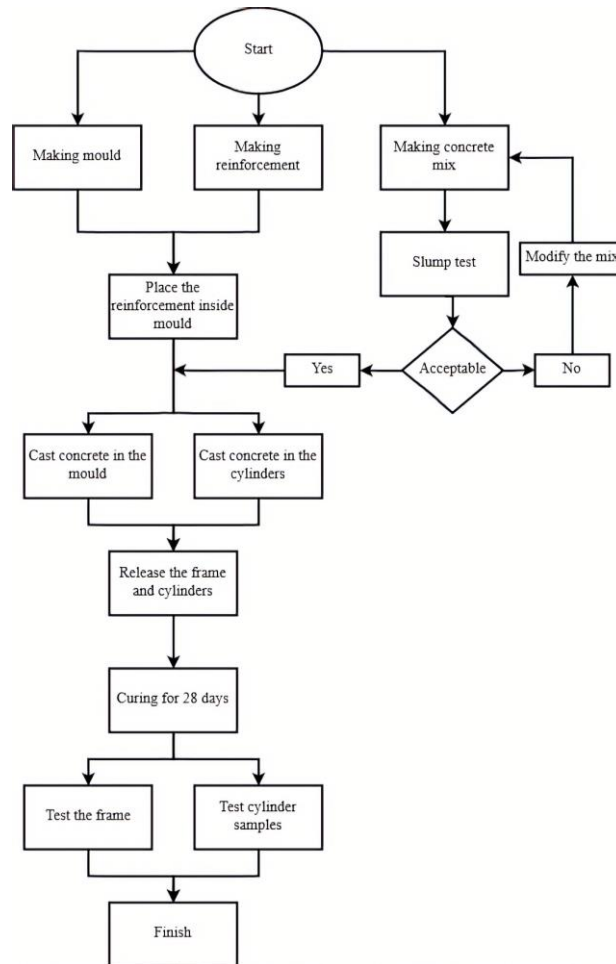 Start
Making mould
Making
reinforcement
Making concrete
mix
Slump test
Modify the mix
Place the
reinforcement inside
mould
Yes
Acceptable
No
Cast concrete in the
mould
Cast concrete in the
cylinders
Release the frame
and cylinders
Curing for 28 days
Test the frame
Test cylinder
samples
Finish